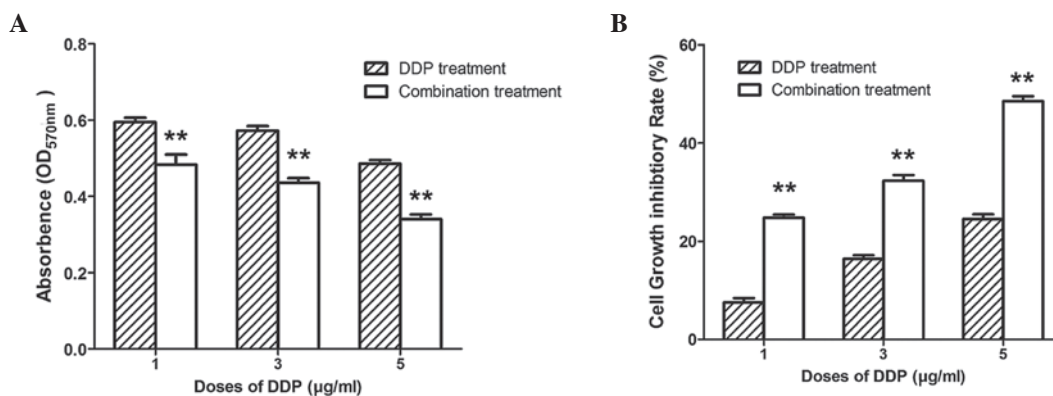 A
Absorbence (OD570nm)
0.8
0.6
0.4
0.2
0.0
DDP treatment
Combination treatment
**
**
**
1
3
5
Doses of DDP (µg/ml)
B
Cell Growth inhibtiory Rate (%)
60
40
20
0
DDP treatment
Combination treatment
**
**
**
1
3
5
Doses of DDP (µg/ml)